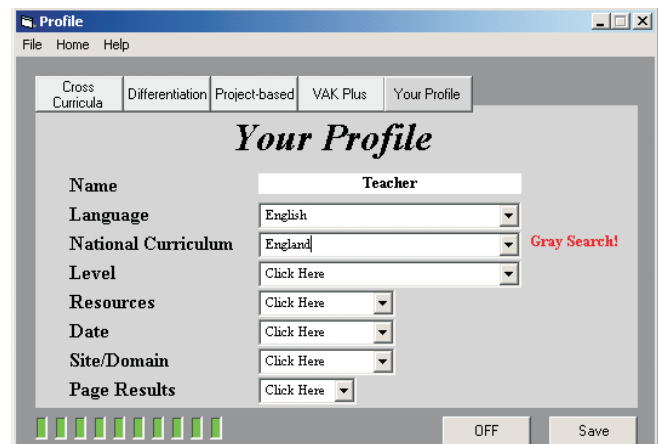 Profile
File Home Help
Cross Curricula Differentiation Project-based VAK Plus Your Profile
Your Profile
Name Teacher
Language English
National Curriculum England Gray Search!
Level Click Here
Resources Click Here
Date Click Here
Site/Domain Click Here
Page Results Click Here
OFF Save